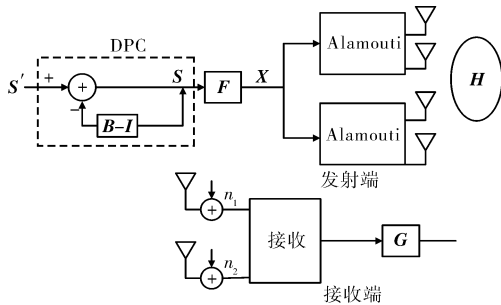 DPC
S′ + + S F X Alamouti
− B−I
H
Alamouti
发射端
n₁
+
接收 G
n₂
+
接收端